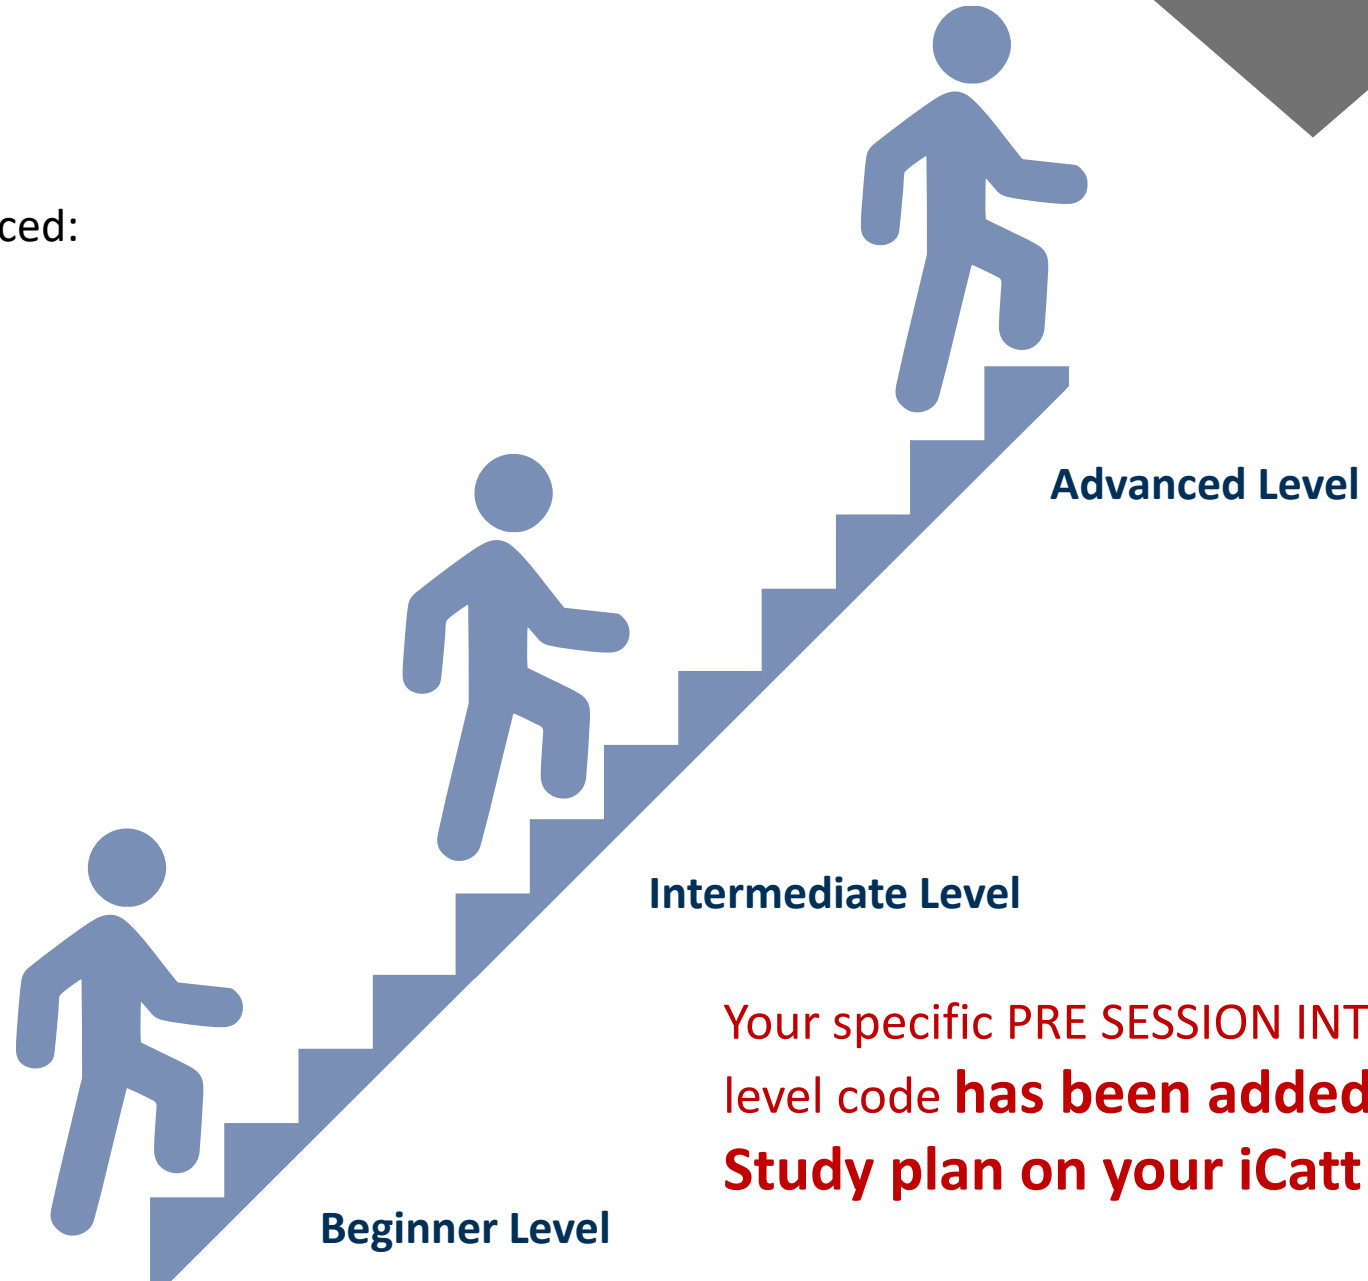 ced:
Advanced Level
Intermediate Level
Your specific PRE SESSION INT
level code has been added
Study plan on your iCatt
Beginner Level